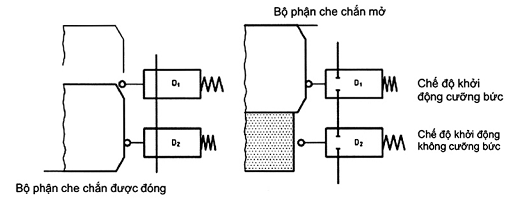 Bộ phận che chắn mở
D1
D1
Chế độ khởi
động cưỡng bức
D2
D2
Chế độ khởi động
không cưỡng bức
Bộ phận che chắn được đóng